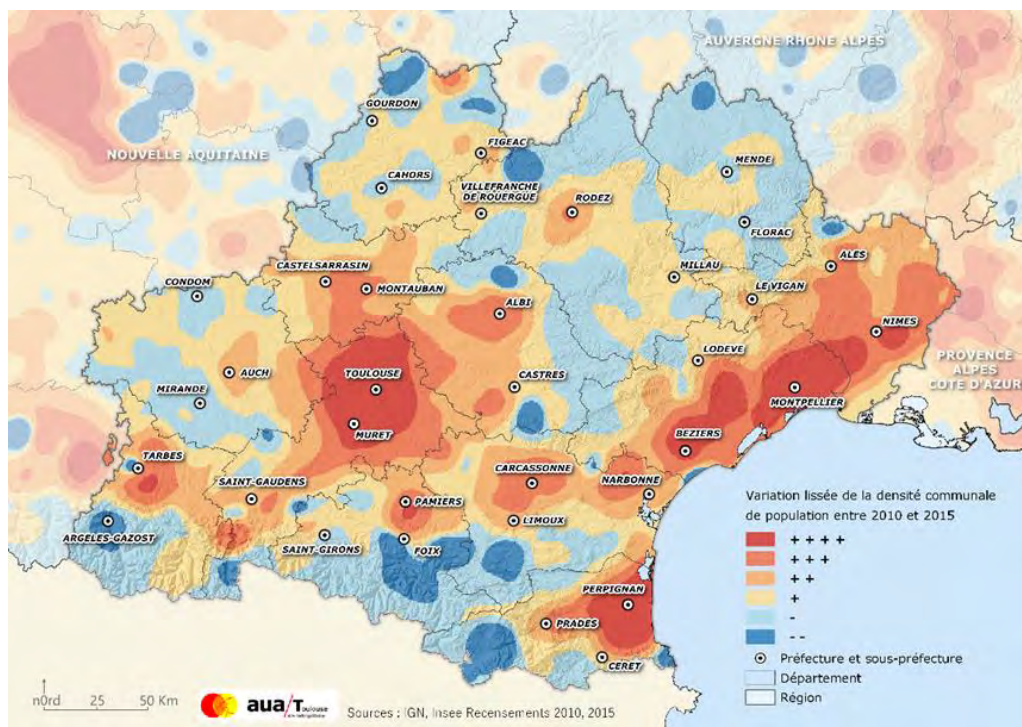 AUVERGNE RHONE ALPES
GOURDON
NOUVELLE AQUITAINE
FIGEAC
MENDE
CAHORS
VILLEFRANCHE
DE ROUERGUE
RODEZ
FLORAC
CASTELSARRASIN
MILLAU
ALES
CONDOM
MONTAUBAN
LE VIGAN
ALBI
NIMES
LODEVE
PROVENCE
ALPES
COTE D'AZUR
AUCH
TOULOUSE
CASTRES
MIRANDE
MONTPELLIER
MURET
BEZIERS
TARBES
CARCASSONNE
SAINT-GAUDENS
NARBONNE
PAMIERS
LIMOUX
ARGELES-GAZOST
SAINT-GIRONS
FOIX
PERPIGNAN
PRADES
CERET
Variation lissée de la densité communale
de population entre 2010 et 2015
+ + + +
+ + +
+ +
+
-
- -
Préfecture et sous-préfecture
Département
Région
n0rd 25 50 Km
aua/Toulouse
aire métropolitaine
Sources : IGN, Insee Recensements 2010, 2015